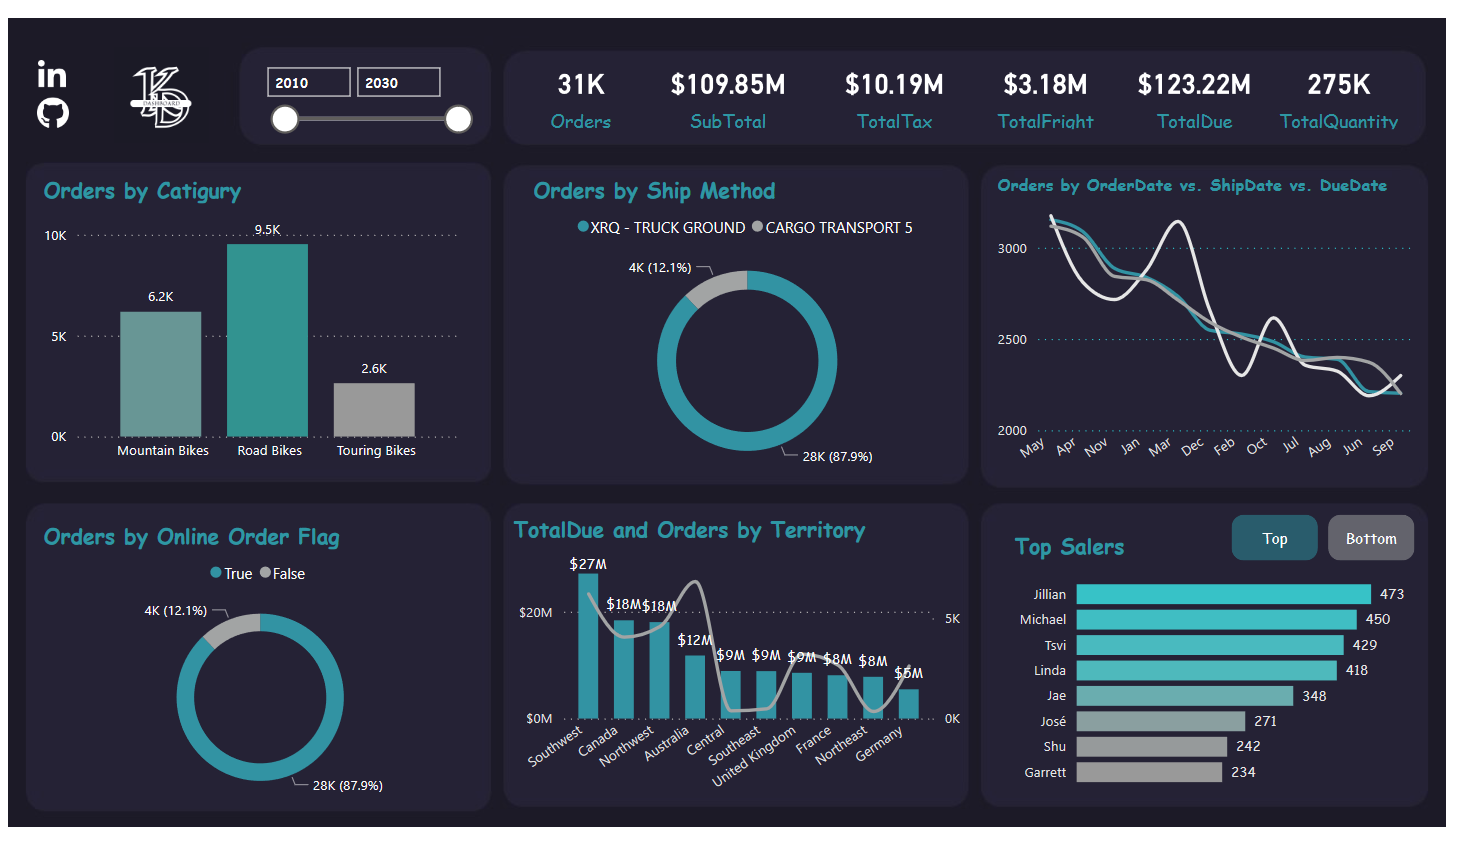 in
DASHBOARD
2010 2030
31K $109.85M $10.19M $3.18M $123.22M 275K
Orders SubTotal TotalTax TotalFright TotalDue TotalQuantity
Orders by Catigury
10K
5K
0K
6.2K
9.5K
2.6K
Mountain Bikes Road Bikes Touring Bikes
Orders by Ship Method
XRQ - TRUCK GROUND CARGO TRANSPORT 5
4K (12.1%)
28K (87.9%)
Orders by OrderDate vs. ShipDate vs. DueDate
3000
2500
2000
May Apr Nov Jan Mar Dec Feb Oct Jul Aug Jun Sep
Orders by Online Order Flag
True False
4K (12.1%)
28K (87.9%)
TotalDue and Orders by Territory
$20M
$0M
$27M $18M $18M $12M $9M $9M $9M $8M $8M $5M
5K
0K
Southwest Canada Northwest Australia Central Southeast United Kingdom France Northeast Germany
Top Salers
Top Bottom
Jillian 473
Michael 450
Tsvi 429
Linda 418
Jae 348
José 271
Shu 242
Garrett 234